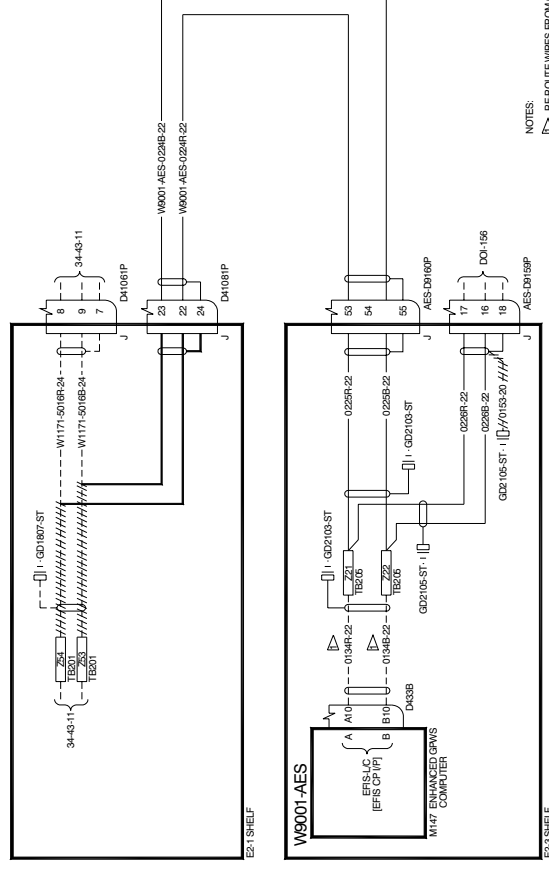 34-43-11
Z54
TB201
Z53
TB201
I - GD1807-ST
W1171-5016R-24
W1171-5016B-24
8
9
7
34-43-11
D41061P
J
23
22
24
D41081P
J
W9001-AES-0224B-22
W9001-AES-0224R-22
E2-1 SHELF
W9001-AES
A
B
EFIS-L/C
[EFIS CP I/P]
M147 ENHANCED GPWS
COMPUTER
A10
B10
D433B
0134R-22
0134B-22
I - GD2103-ST
Z21
TB205
Z22
TB205
I - GD2103-ST
GD2105-ST - I
0225R-22
0225B-22
0226R-22
0226B-22
GD2105-ST - I
0153-20
53
54
55
AES-D9160P
J
17
16
18
DOI-156
AES-D9159P
J
E2-3 SHELF
NOTES:
RE ROUTE WIRES FROM